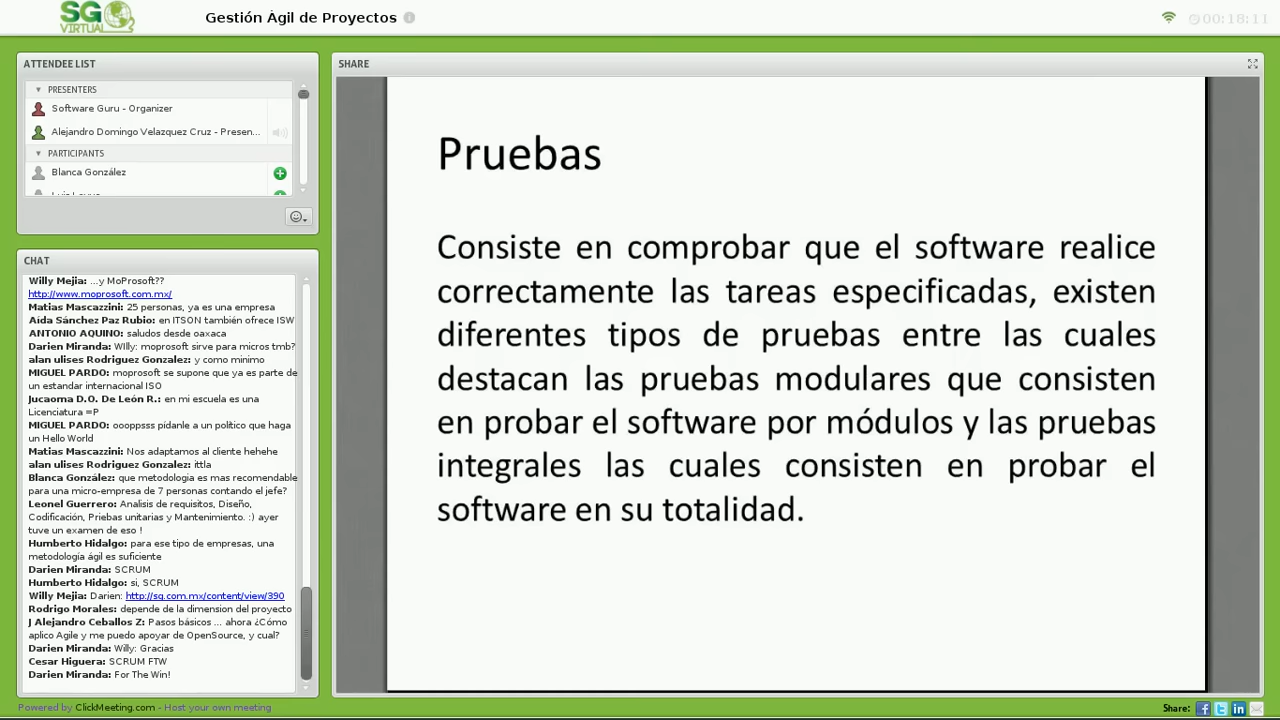 SG
VIRTUAL
Gestión Ágil de Proyectos
00:18:11
ATTENDEE LIST
PRESENTERS
Software Guru - Organizer
Alejandro Domingo Velazquez Cruz - Presen...
PARTICIPANTS
Blanca González
CHAT
Willy Mejia: ...y MoProsoft??
http://www.moprosoft.com.mx/
Matias Mascazzini: 25 personas, ya es una empresa
Aída Sánchez Paz Rubio: en ITSON también ofrece ISW
ANTONIO AQUINO: saludos desde oaxaca
Darien Miranda: WIlly: moprosoft sirve para micros tmb?
alan ulises Rodriguez Gonzalez: y como minimo
MIGUEL PARDO: moprosoft se supone que ya es parte de
un estandar internacional ISO
Jucaoma D.O. De León R.: en mi escuela es una
Licenciatura =P
MIGUEL PARDO: oooppsss pídanle a un político que haga
un Hello World
Matias Mascazzini: Nos adaptamos al cliente hehehe
alan ulises Rodriguez Gonzalez: ittla
Blanca González: que metodologia es mas recomendable
para una micro-empresa de 7 personas contando el jefe?
Leonel Guerrero: Analisis de requisitos, Diseño,
Codificación, Priebas unitarias y Mantenimiento. :) ayer
tuve un examen de eso !
Humberto Hidalgo: para ese tipo de empresas, una
metodología ágil es suficiente
Darien Miranda: SCRUM
Humberto Hidalgo: si, SCRUM
Willy Mejia: Darien: http://sg.com.mx/content/view/390
Rodrigo Morales: depende de la dimension del proyecto
J Alejandro Ceballos Z: Pasos básicos ... ahora ¿Cómo
aplico Agile y me puedo apoyar de OpenSource, y cual?
Darien Miranda: Willy: Gracias
Cesar Higuera: SCRUM FTW
Darien Miranda: For The Win!
SHARE
Pruebas
Consiste en comprobar que el software realice
correctamente las tareas especificadas, existen
diferentes tipos de pruebas entre las cuales
destacan las pruebas modulares que consisten
en probar el software por módulos y las pruebas
integrales las cuales consisten en probar el
software en su totalidad.
Powered by ClickMeeting.com - Host your own meeting
Share: